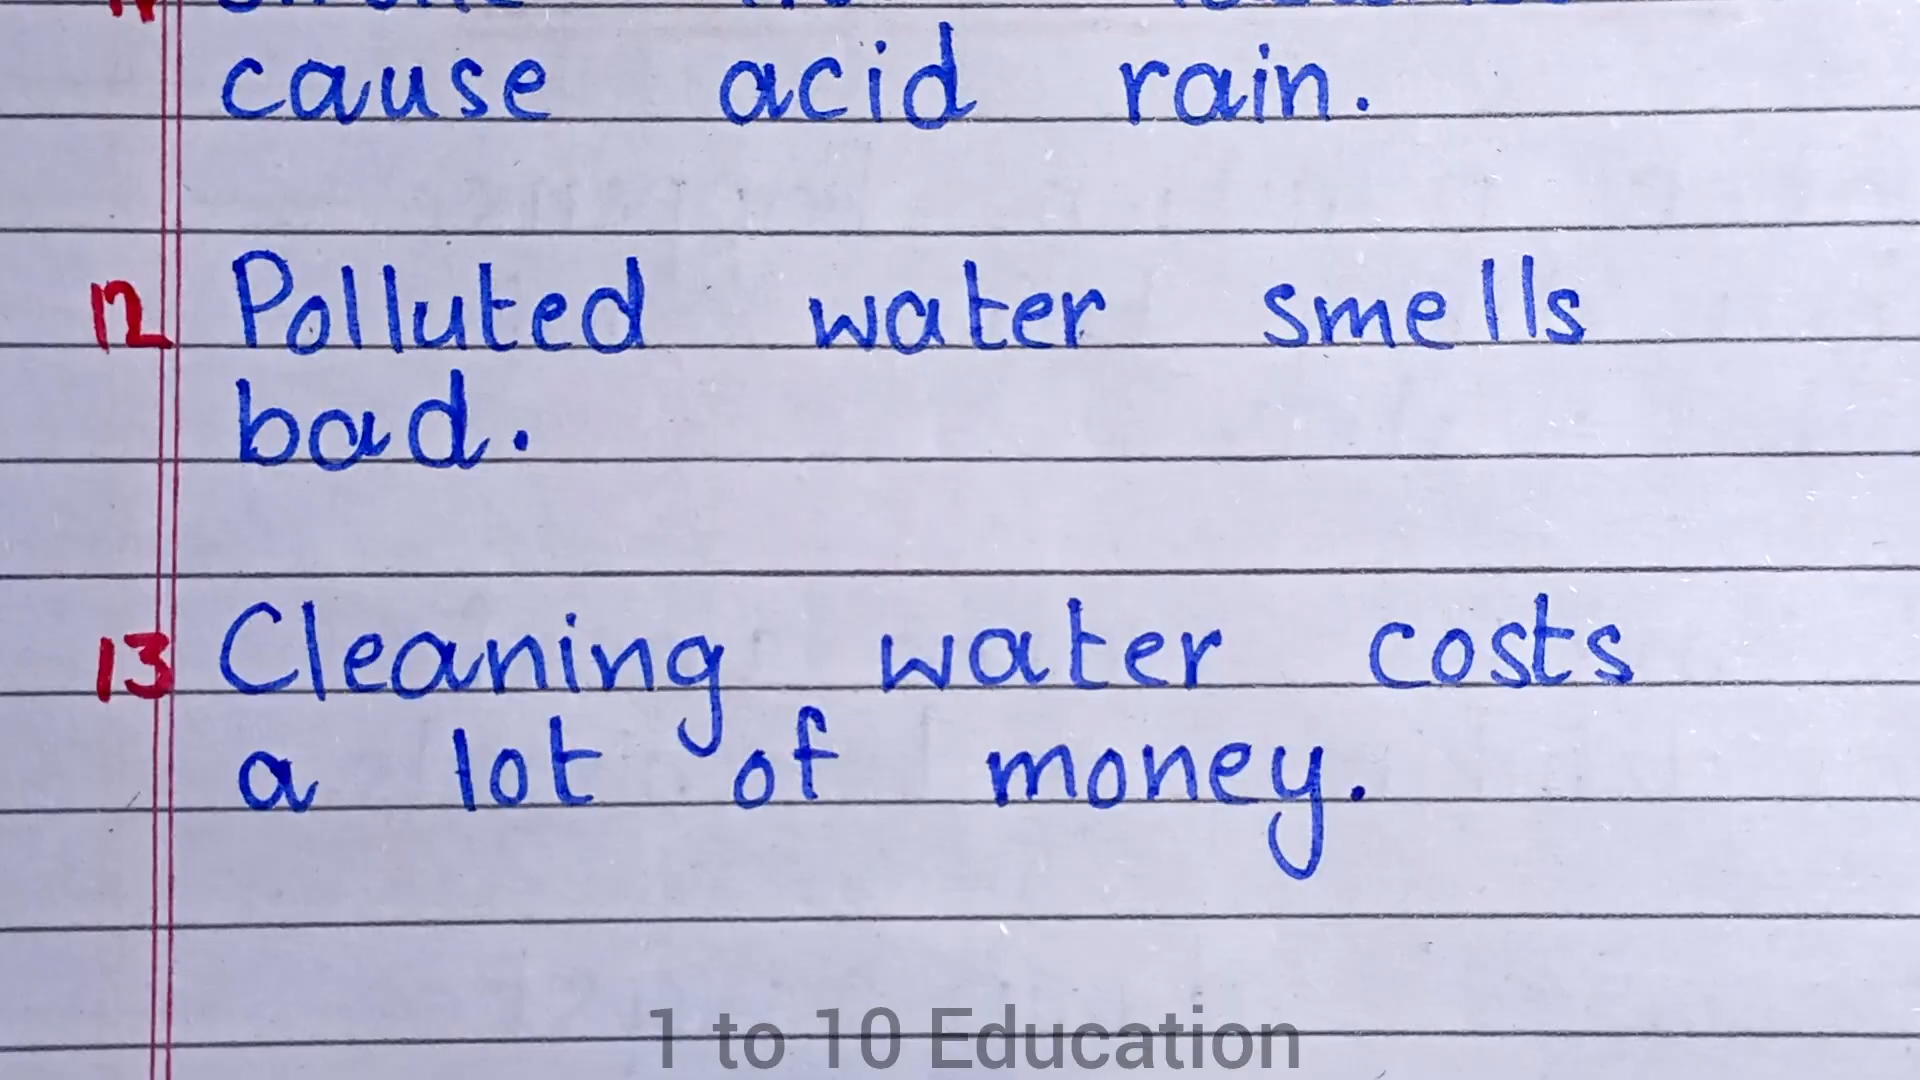 cause acid rain.
12 Polluted water smells
bad.
13 Cleaning water costs
a lot of money.
1 to 10 Education